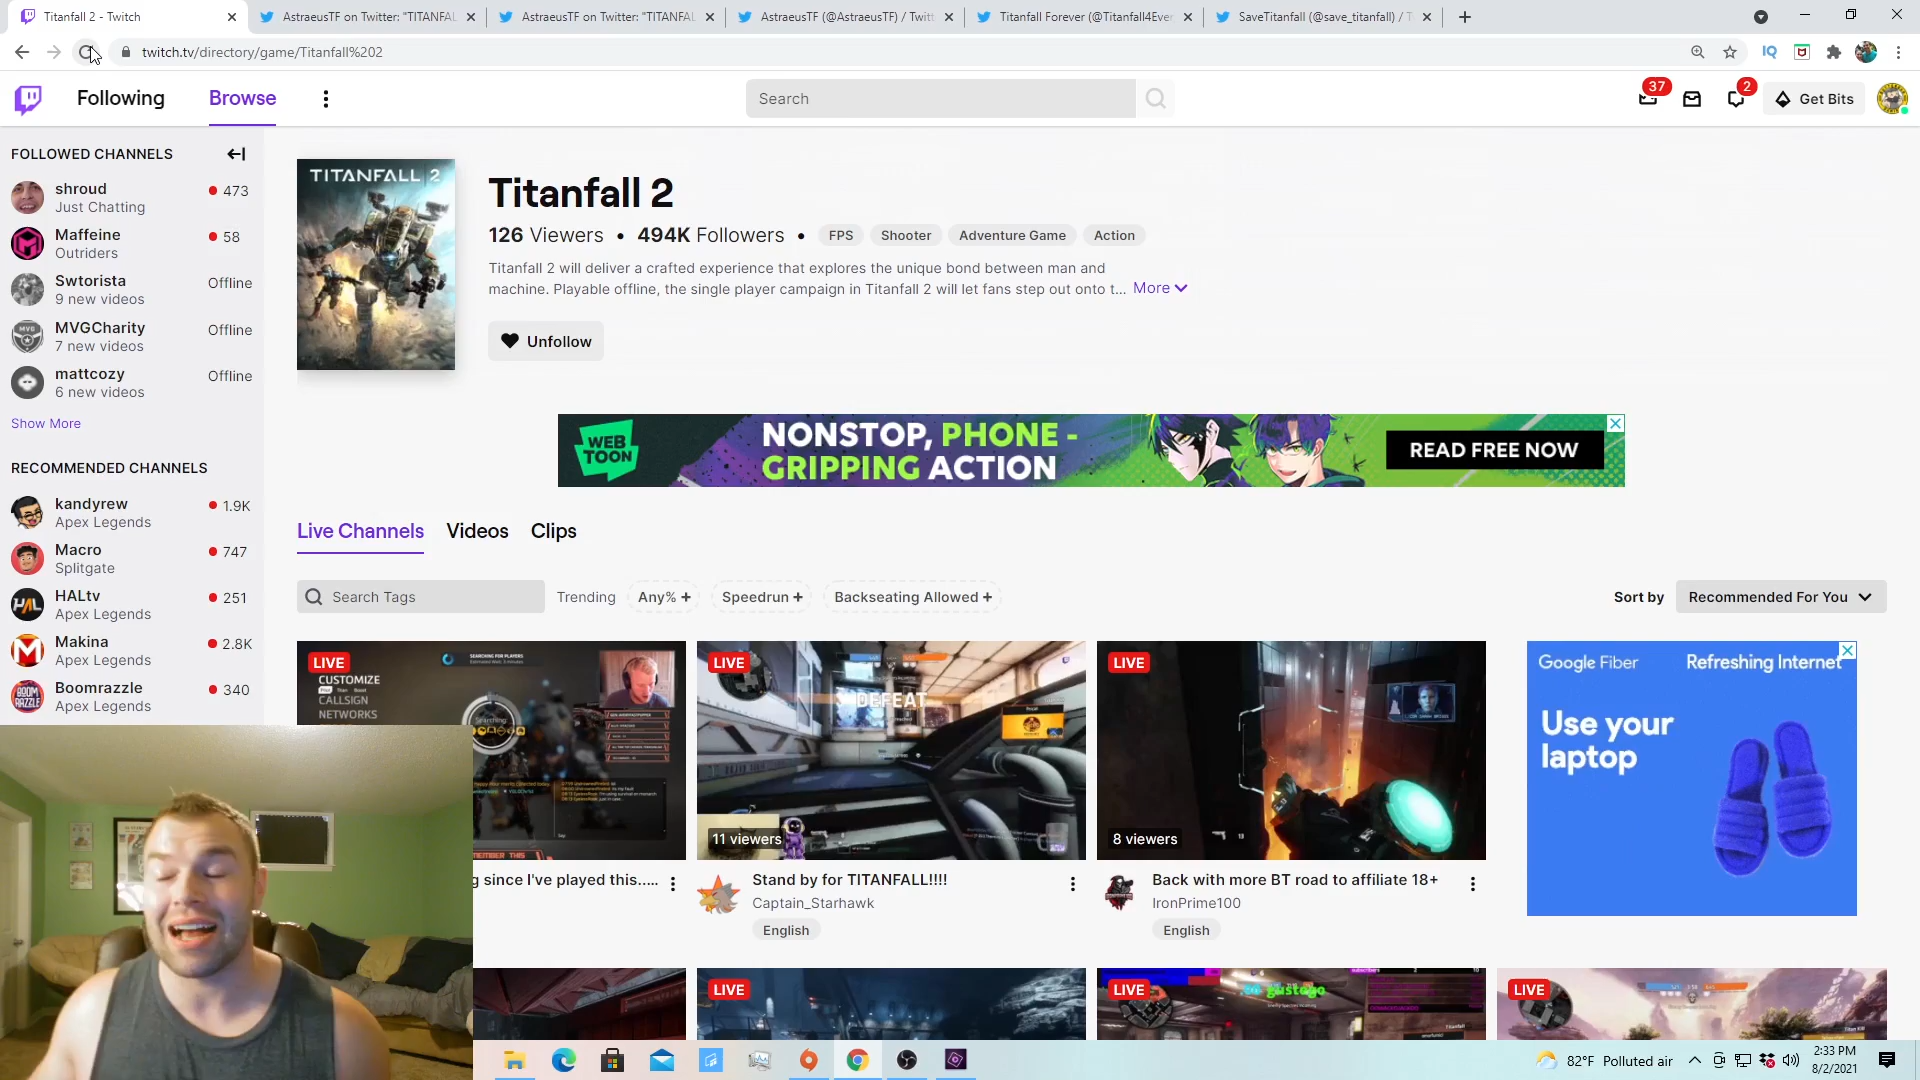 Titanfall 2 - Twitch
AstraeusTF on Twitter: "TITANFAL
AstraeusTF on Twitter: "TITANFAL
AstraeusTF (@AstraeusTF) / Twitt
Titanfall Forever (@Titanfall4Ever
SaveTitanfall (@save_titanfall) / T
twitch.tv/directory/game/Titanfall%202
IQ
Following
Browse
Search
37
2
Get Bits
FOLLOWED CHANNELS
shroud
473
Just Chatting
Maffeine
58
Outriders
Swtorista
Offline
9 new videos
MVGCharity
Offline
7 new videos
mattcozy
Offline
6 new videos
Show More
RECOMMENDED CHANNELS
kandyrew
1.9K
Apex Legends
Macro
747
Splitgate
HALtv
251
Apex Legends
Makina
2.8K
Apex Legends
Boomrazzle
340
Apex Legends
TITANFALL 2
Titanfall 2
126 Viewers • 494K Followers •
FPS
Shooter
Adventure Game
Action
Titanfall 2 will deliver a crafted experience that explores the unique bond between man and
machine. Playable offline, the single player campaign in Titanfall 2 will let fans step out onto t... More
Unfollow
WEB
TOON
NONSTOP, PHONE -
GRIPPING ACTION
READ FREE NOW
Live Channels
Videos
Clips
Search Tags
Trending
Any% +
Speedrun +
Backseating Allowed +
Sort by
Recommended For You
LIVE
SEARCHING FOR PLAYERS
CUSTOMIZE
CALLSIGN
NETWORKS
Searching:
MEMBER THIS
g since I've played this.....
LIVE
DEFEAT
11 viewers
Stand by for TITANFALL!!!!
Captain_Starhawk
English
LIVE
8 viewers
Back with more BT road to affiliate 18+
IronPrime100
English
Google Fiber
Refreshing Internet
Use your
laptop
LIVE
LIVE
LIVE
82°F Polluted air
2:33 PM
8/2/2021